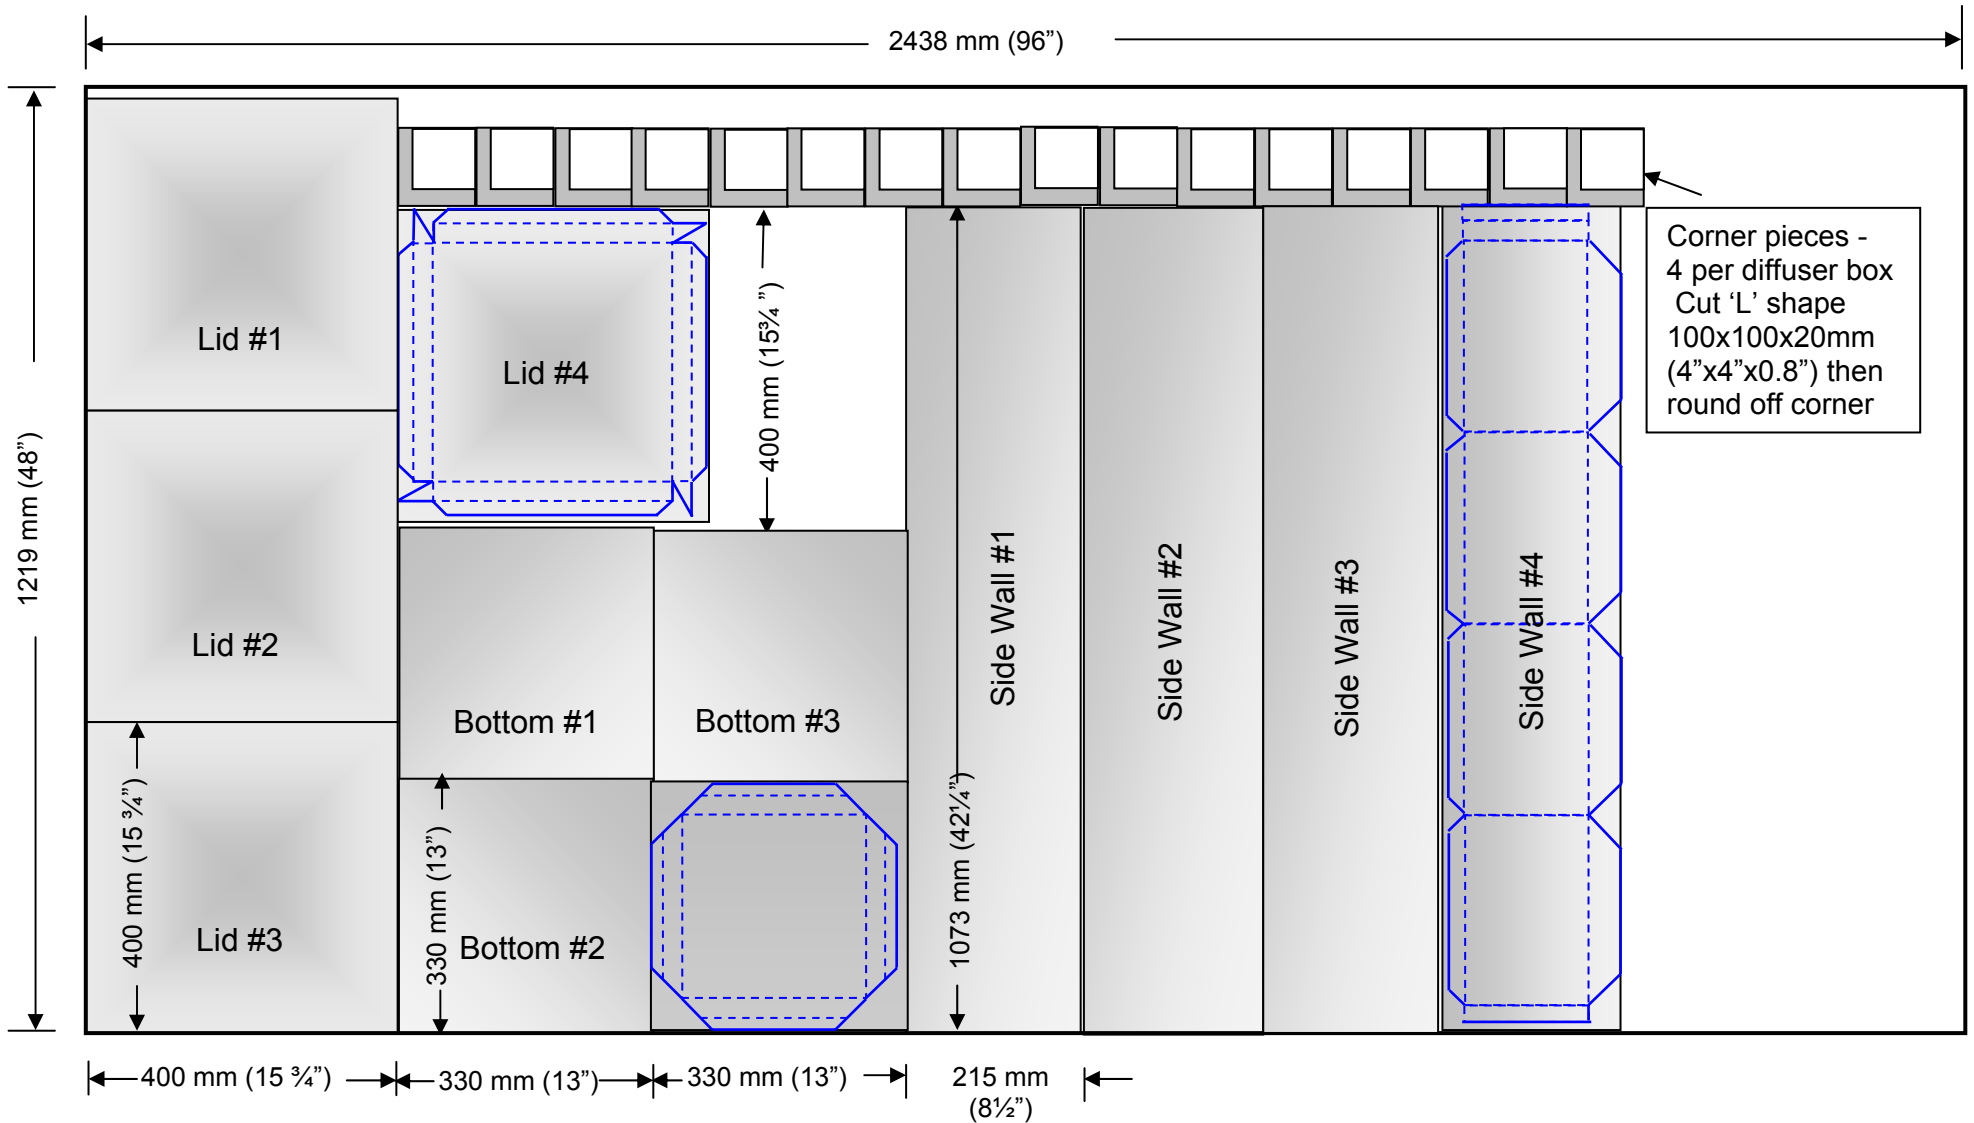 2438 mm (96”)
1219 mm (48”)
Lid #1
Lid #2
Lid #3
400 mm (15 ¾”)
Lid #4
400 mm (15¾ ”)
Bottom #1
Bottom #3
Bottom #2
330 mm (13”)
Side Wall #1
1073 mm (42¼”)
Side Wall #2
Side Wall #3
Side Wall #4
Corner pieces -
4 per diffuser box
Cut ‘L’ shape
100x100x20mm
(4”x4”x0.8”) then
round off corner
400 mm (15 ¾”)
330 mm (13”)
330 mm (13”)
215 mm
(8½”)